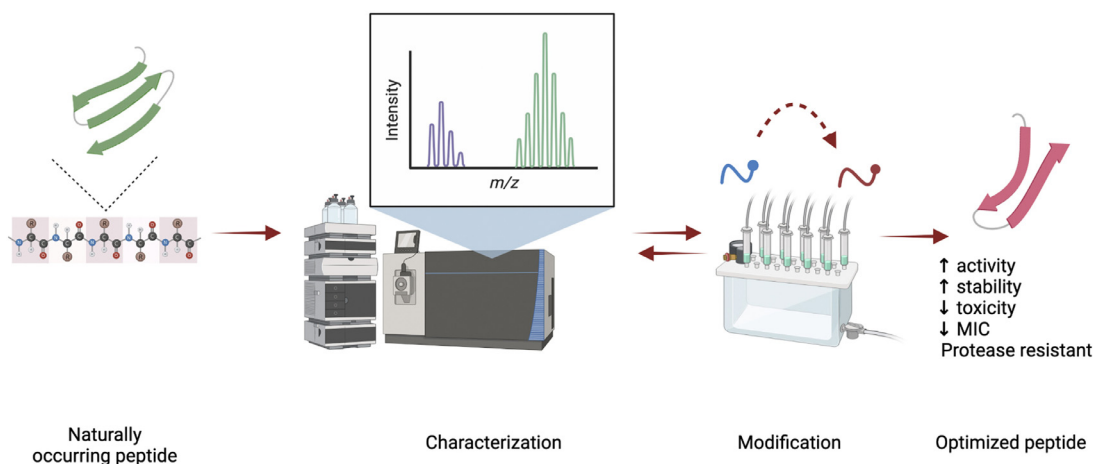 Intensity
m/z
R
R
R
R
R
↑ activity
↑ stability
↓ toxicity
↓ MIC
Protease resistant
Naturally
occurring peptide
Characterization
Modification
Optimized peptide